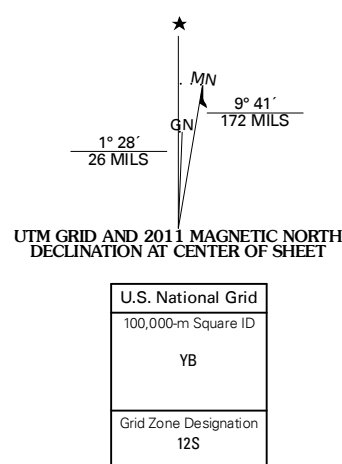 MN
GN
9° 41´
172 MILS
1° 28´
26 MILS
UTM GRID AND 2011 MAGNETIC NORTH
DECLINATION AT CENTER OF SHEET
U.S. National Grid
100,000-m Square ID
YB
Grid Zone Designation
12S